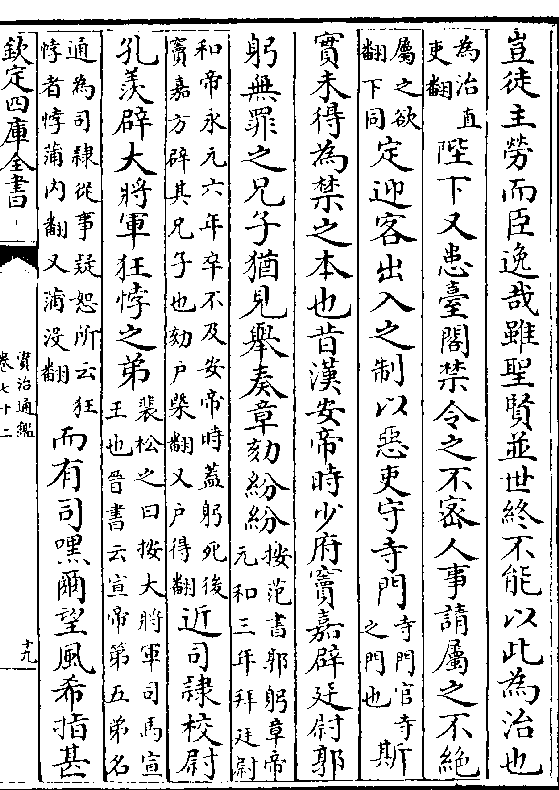 豈徒主勞而臣逸哉雖聖賢並世終不能以此為治也
為治直
吏翻
陛下又患臺閣禁令之不密人事請屬之不絶
屬之欲
翻下同
定迎客出入之制以惡吏守寺門
寺門官寺
之門也
斯
實未得為禁之本也昔漢安帝時少府竇嘉辟廷尉郭
躬無罪之兄子猶見舉奏章劾紛紛
按范書郭躬章帝
元和三年拜廷尉
和帝永元六年卒不及安帝時蓋躬死後
竇嘉方辟其兄子也劾戸槩翻又戸得翻
近司隸校尉
孔羨辟大將軍狂悖之弟
裴松之曰按大將軍司馬宣
王也晉書云宣帝第五弟名
通為司隸從事疑恕所云狂
悖者悖蒲内翻又蒲没翻
而有司嘿爾望風希指甚
欽定四庫全書
資治通鑑
卷七十二
十九